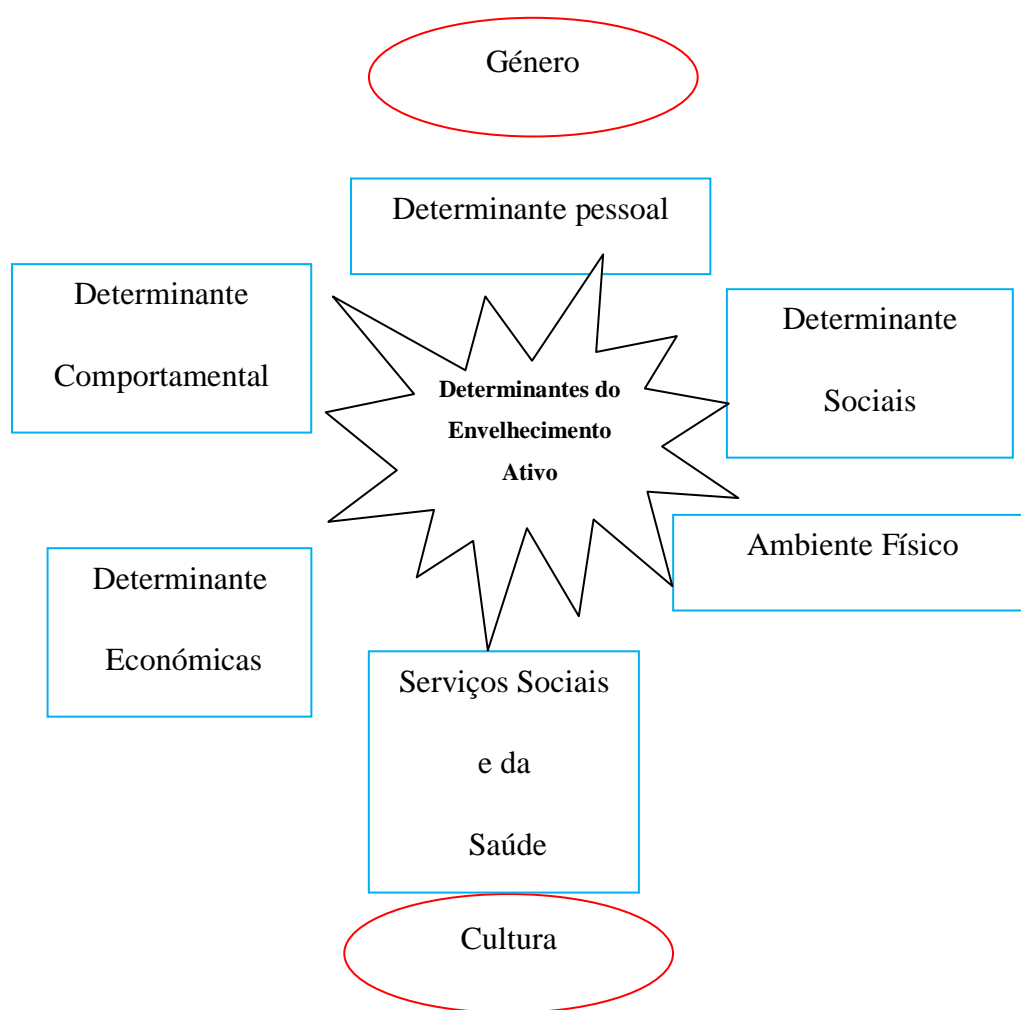 Género
Determinante pessoal
Determinante
Comportamental
Determinante
Sociais
Determinantes do
Envelhecimento
Ativo
Ambiente Físico
Determinante
Económicas
Serviços Sociais
e da
Saúde
Cultura